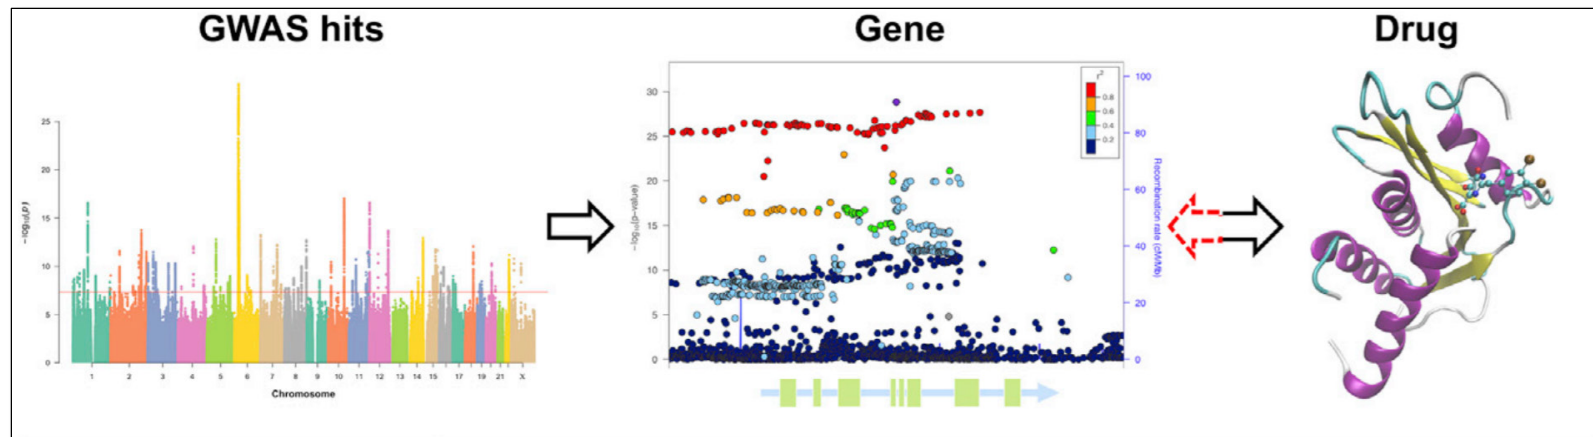 GWAS hits
Gene
Drug
-log₁₀(p)
25
20
15
10
5
0
1 2 3 4 5 6 7 8 9 10 11 12 13 14 15 17 19 21 X
Chromosome
-log₁₀(p-value)
30
25
20
15
10
5
0
r²
0.8
0.6
0.4
0.2
Recombination rate (cM/Mb)
100
80
60
40
20
0